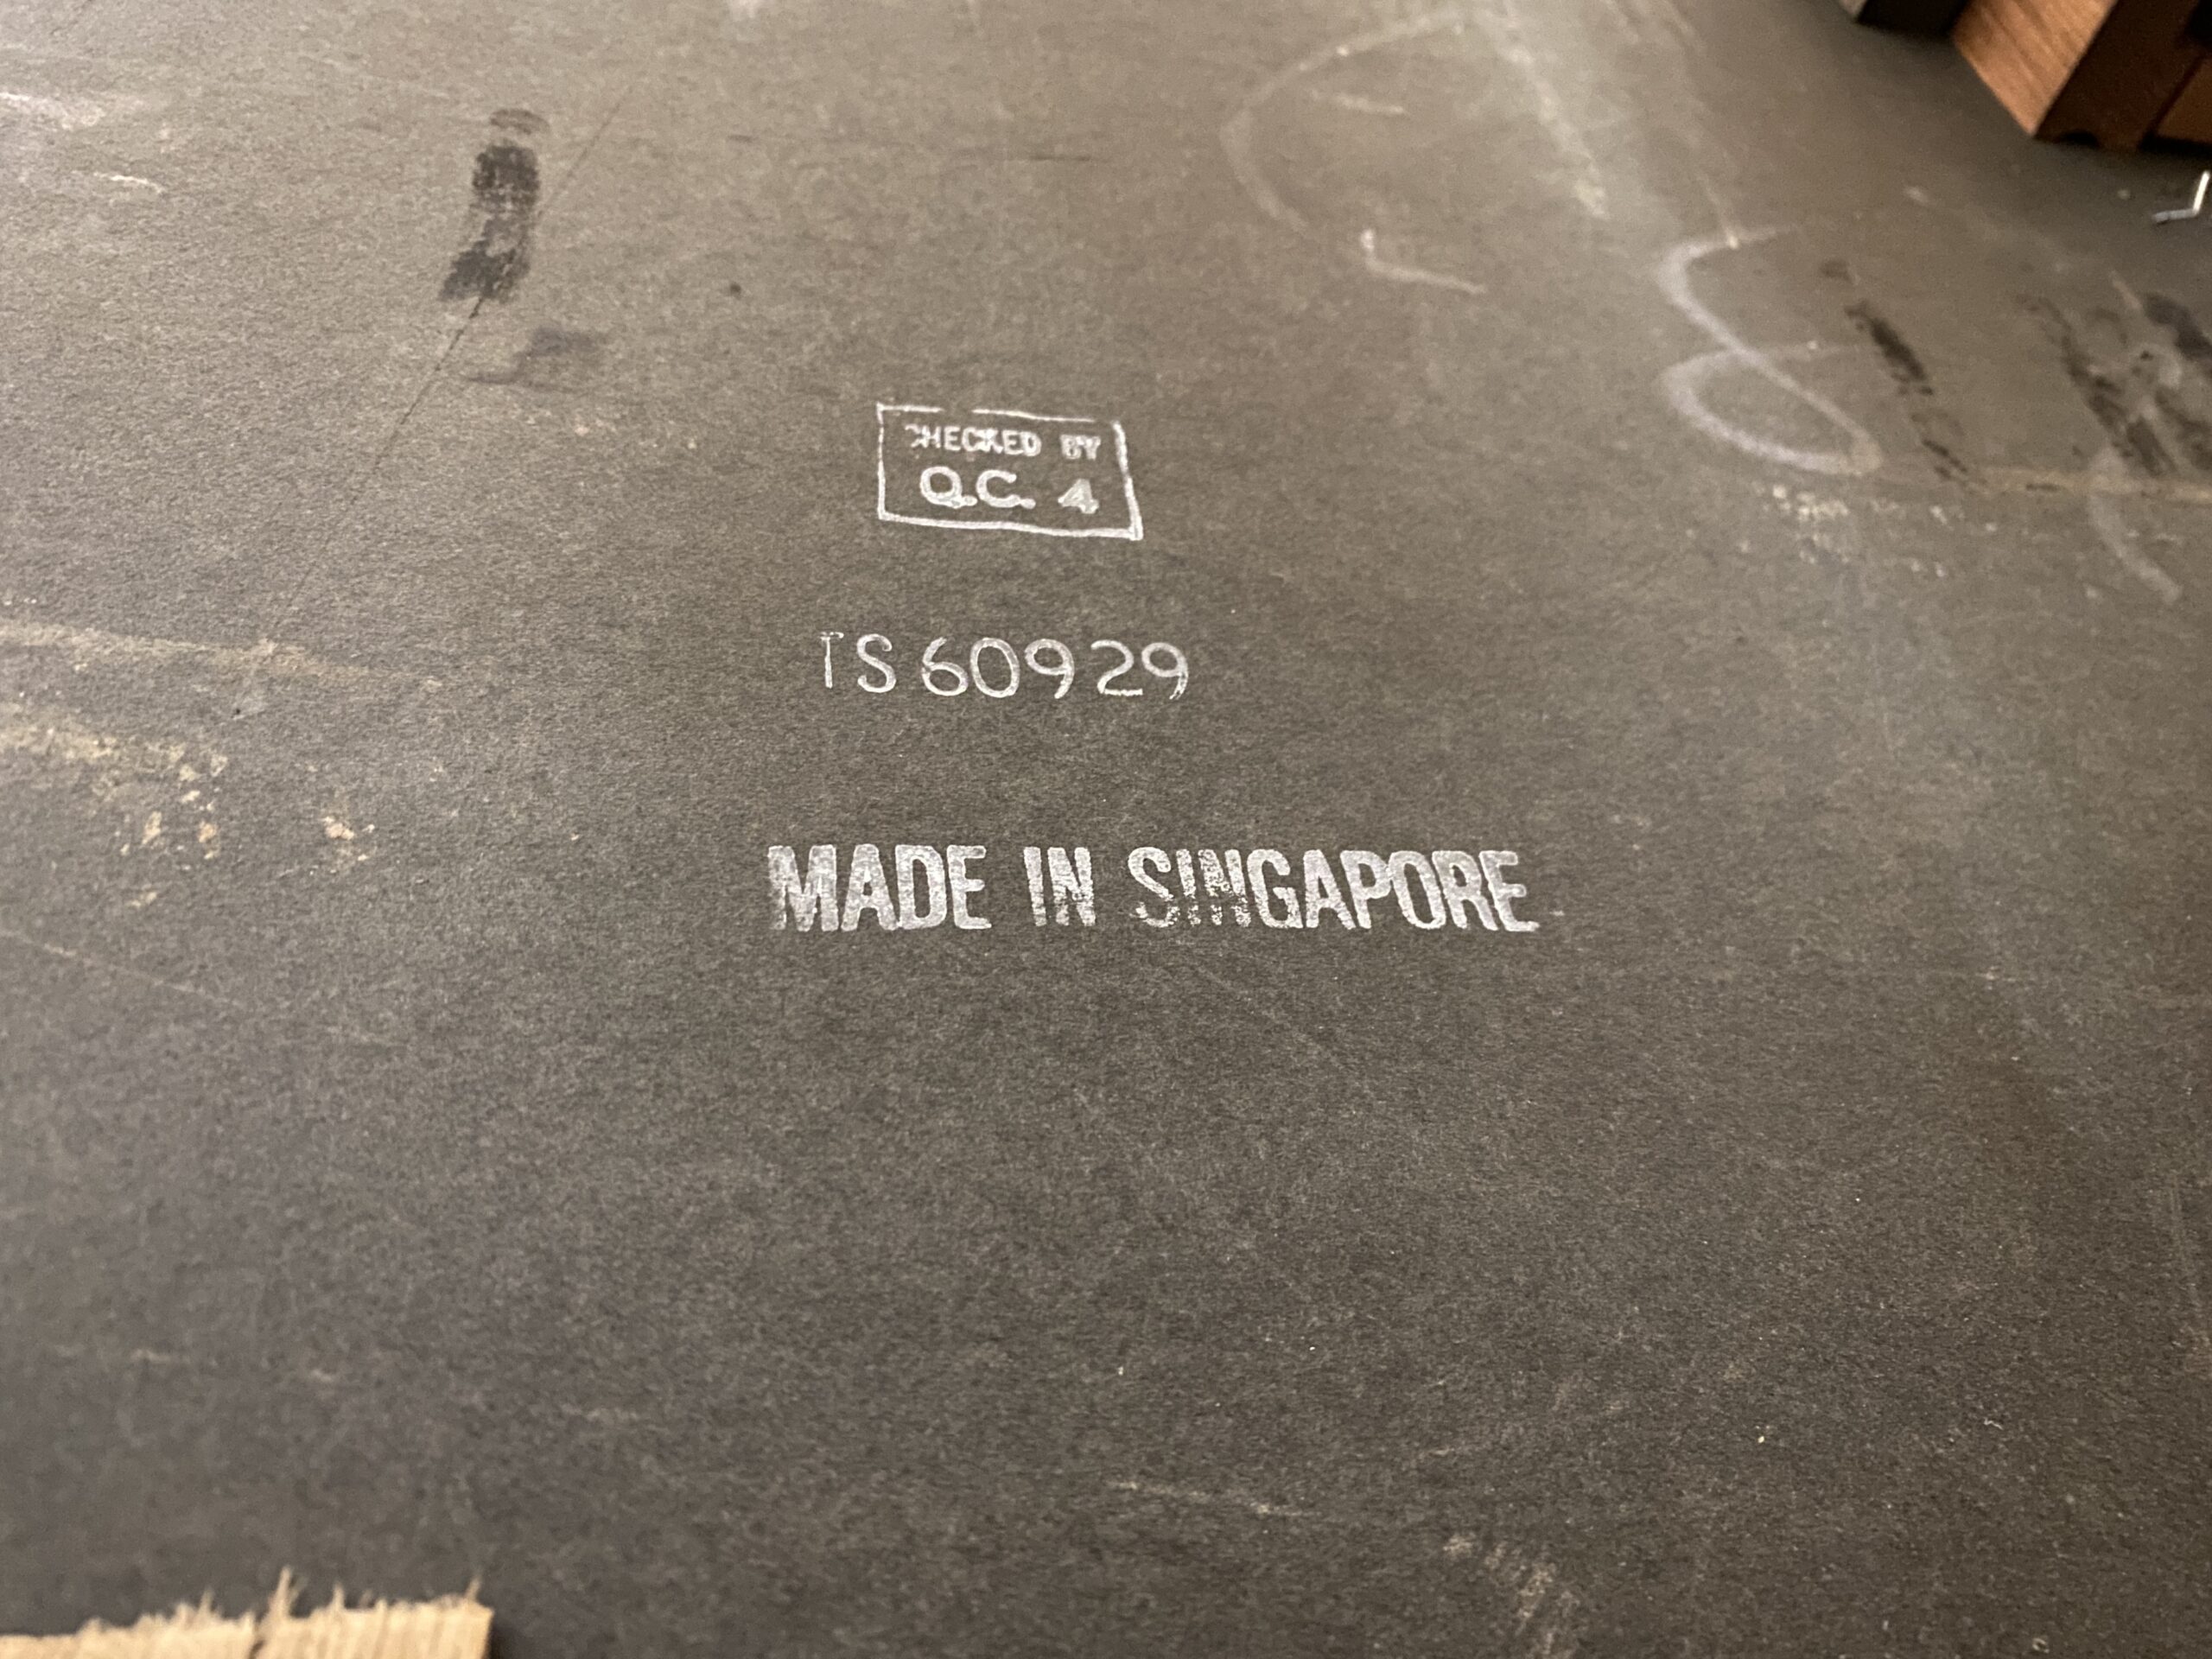 CHECKED BY
Q.C. 4
TS 60929
MADE IN SINGAPORE